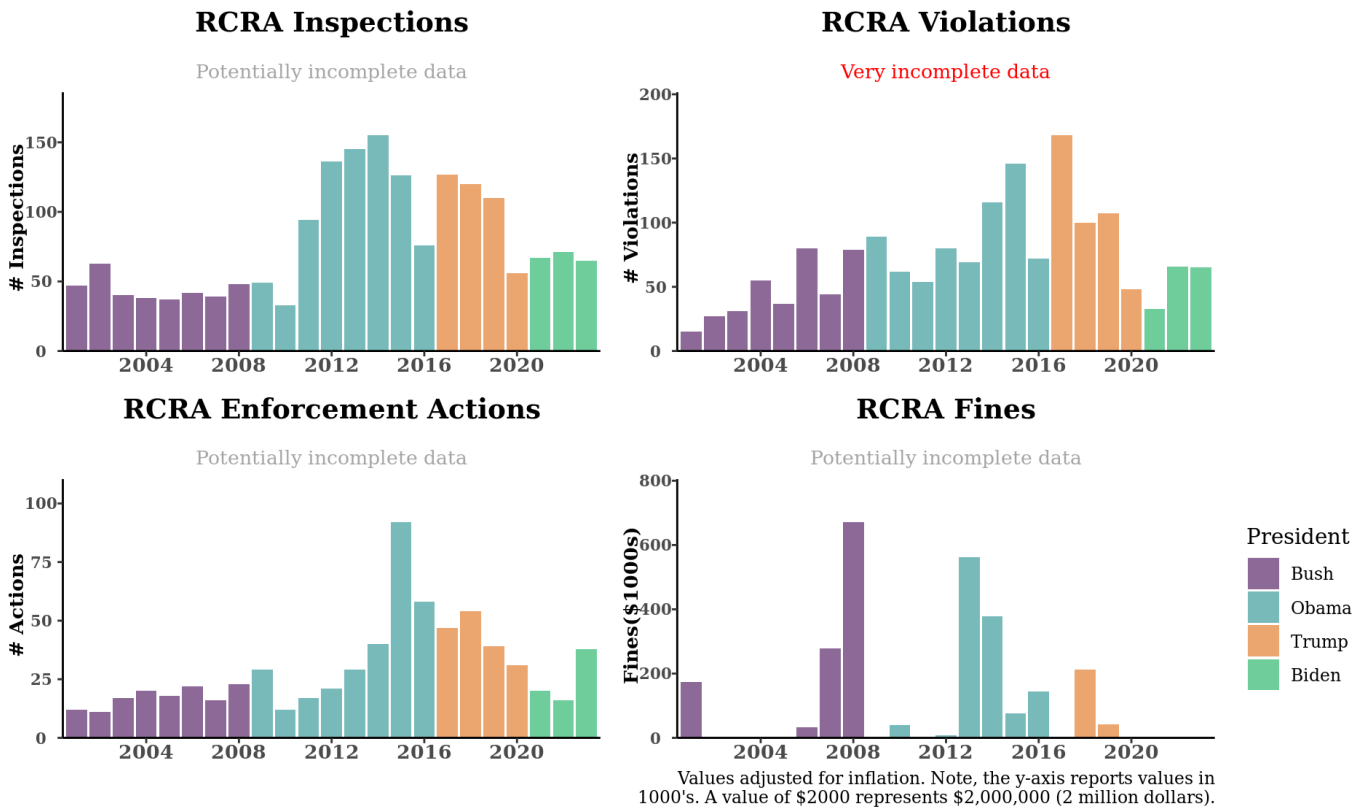 RCRA Inspections
Potentially incomplete data
# Inspections
150
100
50
0
2004 2012 2016 2020
RCRA Violations
Very incomplete data
# Violations
200
150
100
50
0
2004 2008 2012 2016 2020
RCRA Enforcement Actions
Potentially incomplete data
# Actions
100
75
50
25
0
2004 2008 2012 2016 2020
RCRA Fines
Potentially incomplete data
Fines($1000s)
800
600
400
200
0
2004 2008 2012 2016 2020
Values adjusted for inflation. Note, the y-axis reports values in
1000's. A value of $2000 represents $2,000,000 (2 million dollars).
President
Bush
Obama
Trump
Biden